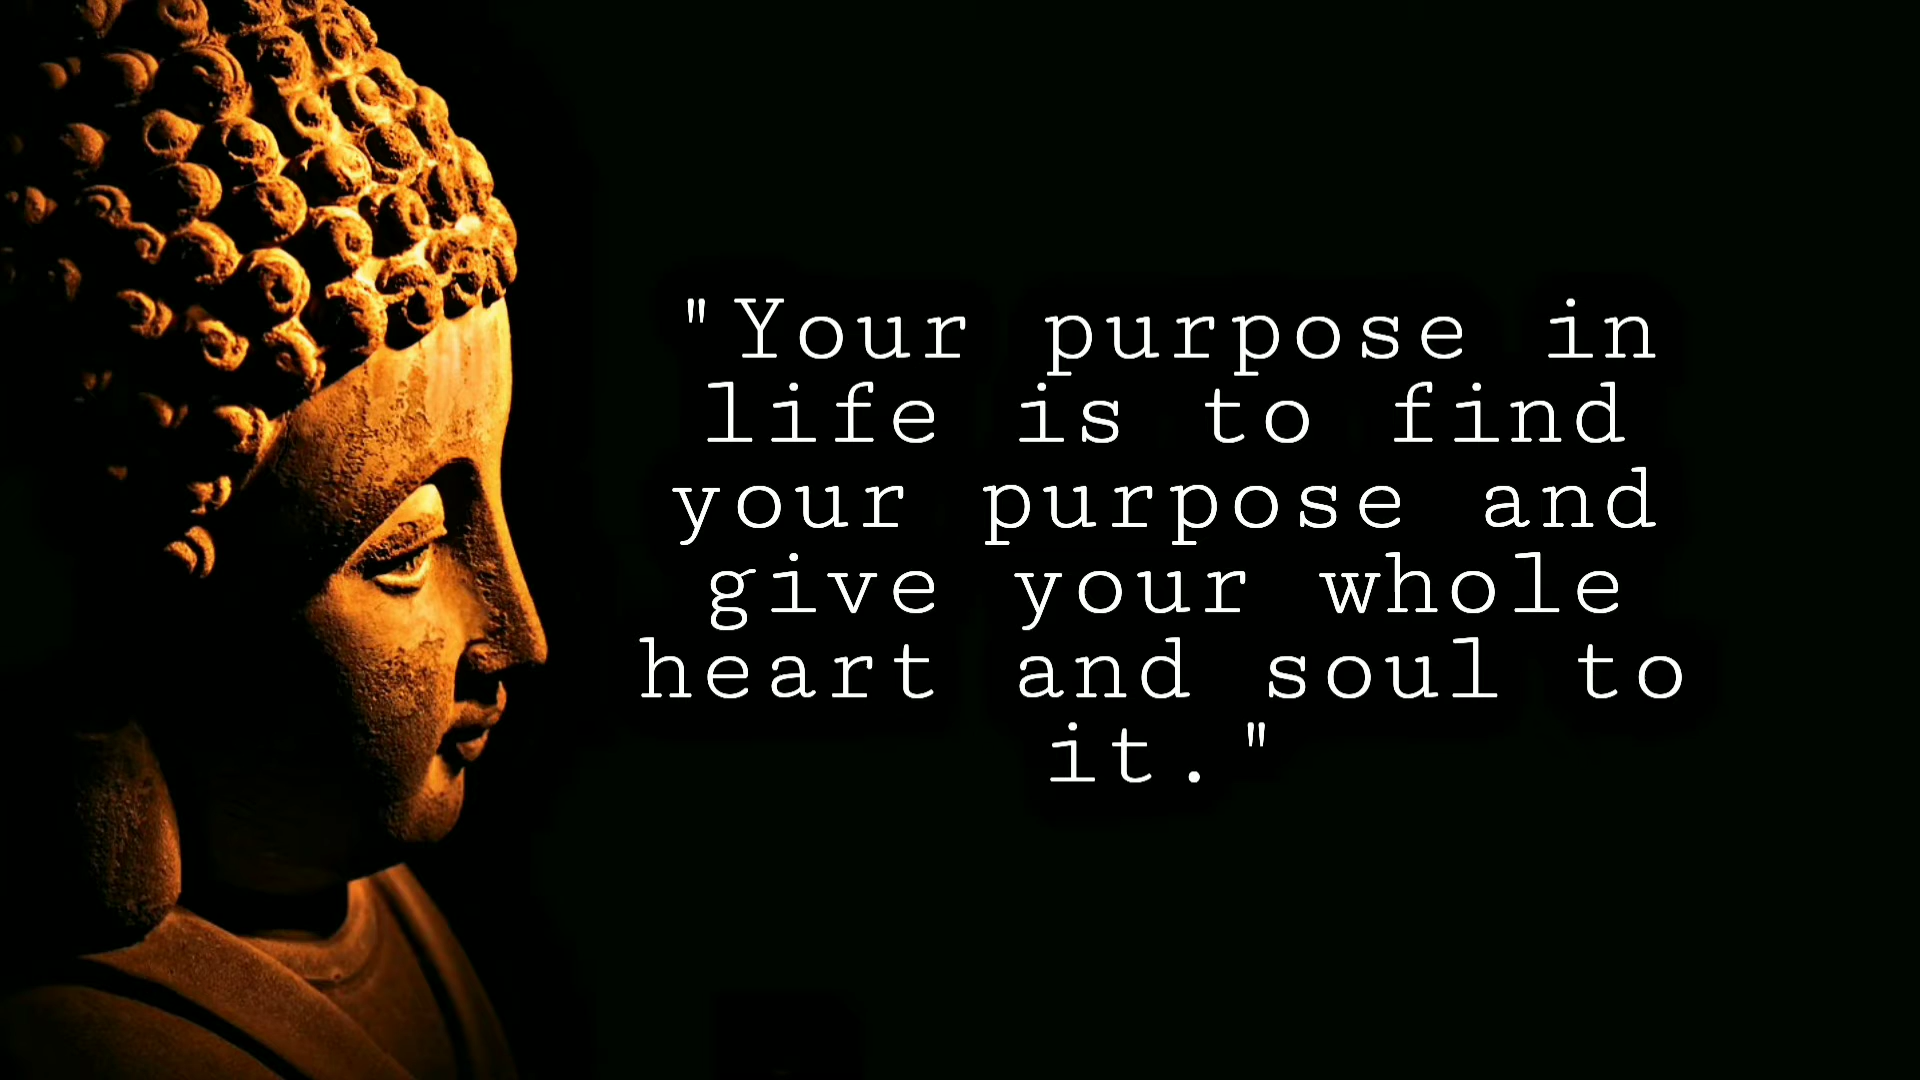 "Your purpose in
life is to find
your purpose and
give your whole
heart and soul to
it."